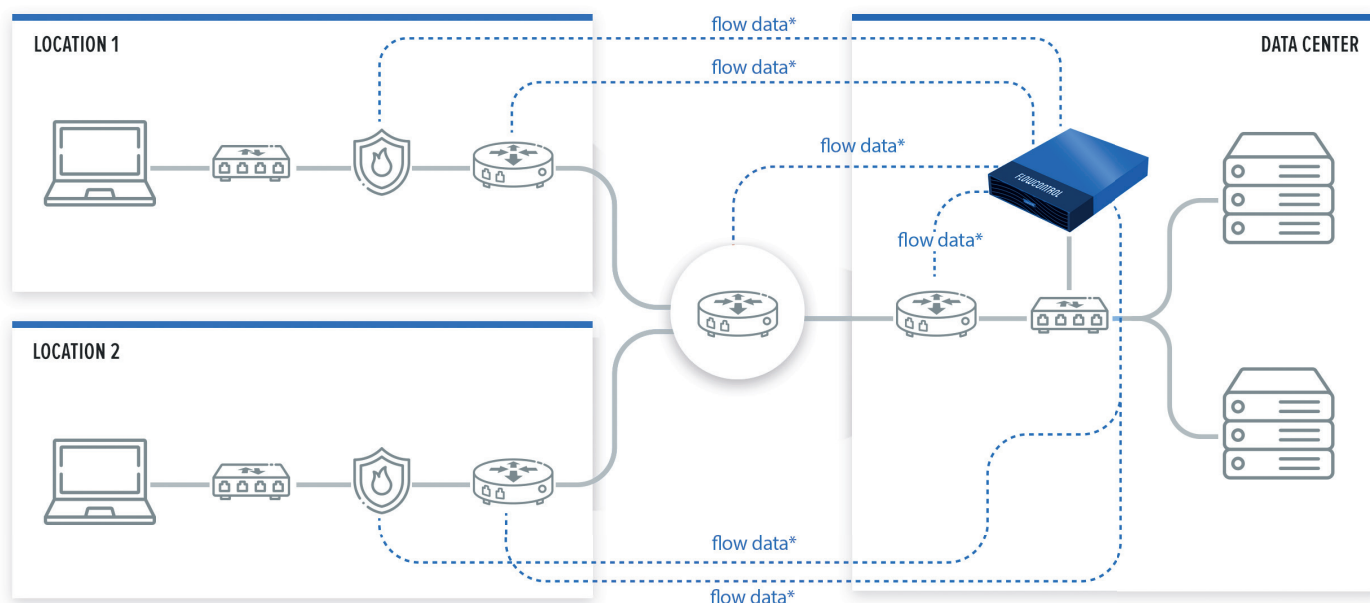 LOCATION 1
flow data*
flow data*
DATA CENTER
flow data*
FLOWCONTROL
flow data*
LOCATION 2
flow data*
flow data*